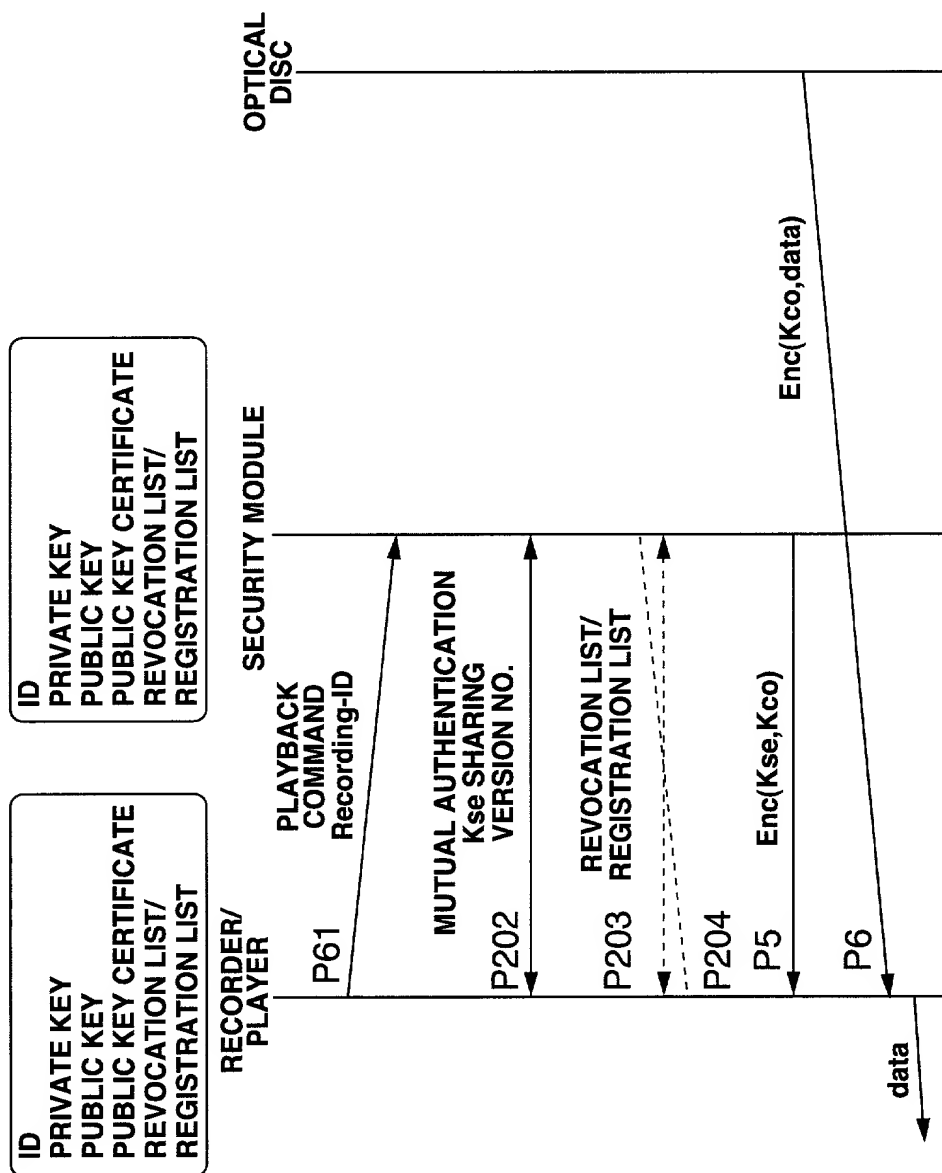 ID
PRIVATE KEY
PUBLIC KEY
PUBLIC KEY CERTIFICATE
REVOCATION LIST/
REGISTRATION LIST
ID
PRIVATE KEY
PUBLIC KEY
PUBLIC KEY CERTIFICATE
REVOCATION LIST/
REGISTRATION LIST
RECORDER/
PLAYER
SECURITY MODULE
OPTICAL
DISC
PLAYBACK
COMMAND
Recording-ID
P61
MUTUAL AUTHENTICATION
Kse SHARING
VERSION NO.
P202
REVOCATION LIST/
REGISTRATION LIST
P203
P204
Enc(Kse,Kco)
P5
Enc(Kco,data)
P6
data